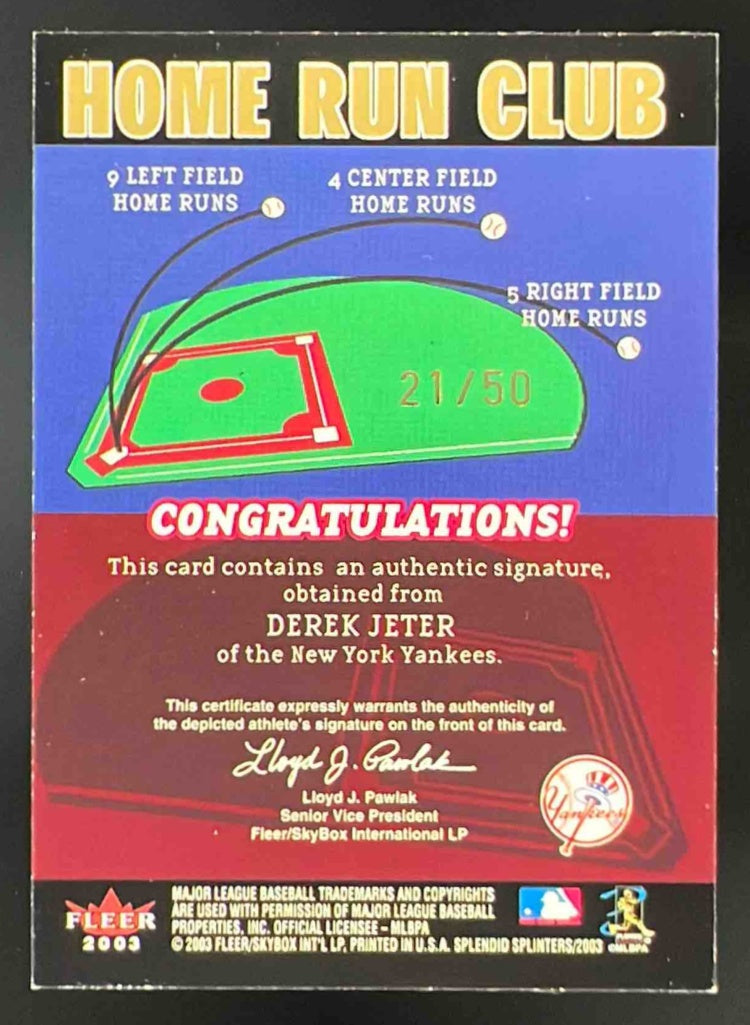 HOME RUN CLUB
9 LEFT FIELD
HOME RUNS
4 CENTER FIELD
HOME RUNS
5 RIGHT FIELD
HOME RUNS
21/50
CONGRATULATIONS!
This card contains an authentic signature,
obtained from
DEREK JETER
of the New York Yankees.
This certificate expressly warrants the authenticity of
the depicted athlete's signature on the front of this card.
Lloyd J. Pawlak
Lloyd J. Pawlak
Senior Vice President
Fleer/SkyBox International LP
Yankees
FLEER
2003
MAJOR LEAGUE BASEBALL TRADEMARKS AND COPYRIGHTS
ARE USED WITH PERMISSION OF MAJOR LEAGUE BASEBALL
PROPERTIES, INC. OFFICIAL LICENSEE – MLBPA
© 2003 FLEER/SKYBOX INT'L LP, PRINTED IN U.S.A. SPLENDID SPLINTERS/2003
©MLBPA